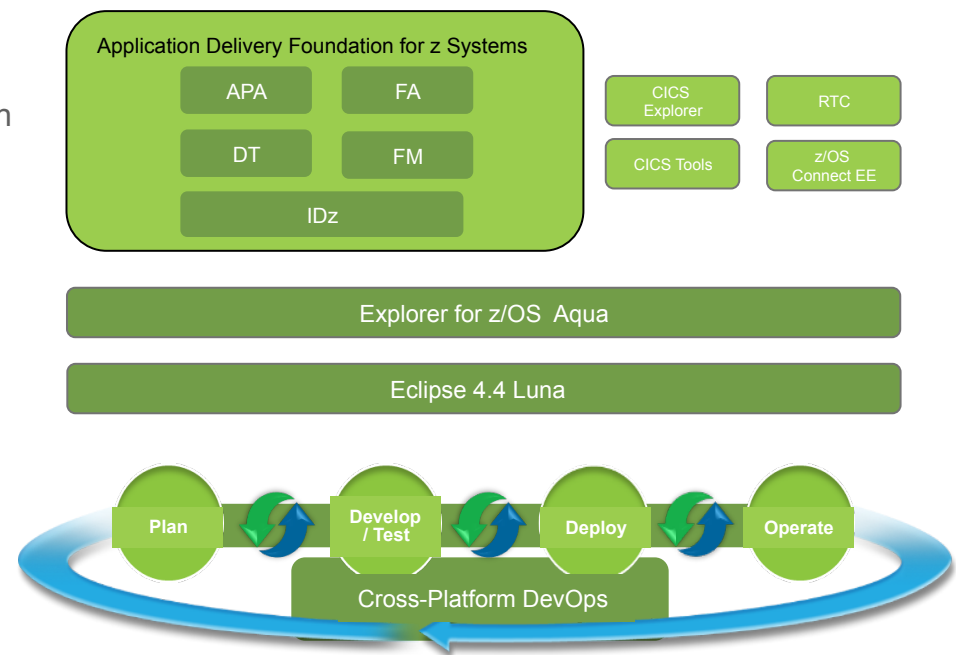 Application Delivery Foundation for z Systems
APA
FA
DT
FM
IDz
CICS
Explorer
RTC
CICS Tools
z/OS
Connect EE
Explorer for z/OS Aqua
Eclipse 4.4 Luna
Plan
Develop
/ Test
Deploy
Operate
Cross-Platform DevOps